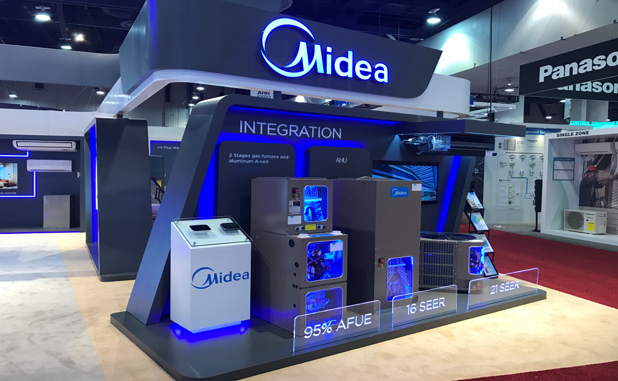 Midea
Panasonic
INTEGRATION
2 Stages gas furnace and
aluminum A-coil
AHU
SINGLE ZONE
Midea
Midea
95% AFUE
16 SEER
21 SEER